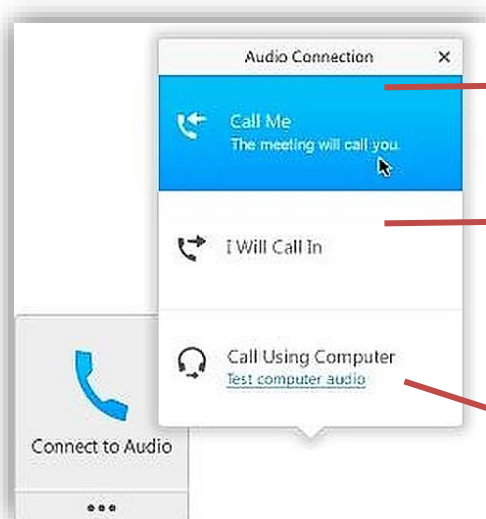 Audio Connection
Call Me
The meeting will call you.
I Will Call In
Call Using Computer
Test computer audio
Connect to Audio